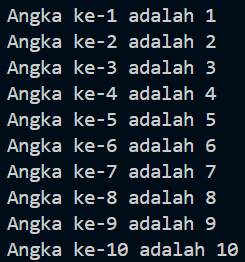 Angka ke-1 adalah 1
Angka ke-2 adalah 2
Angka ke-3 adalah 3
Angka ke-4 adalah 4
Angka ke-5 adalah 5
Angka ke-6 adalah 6
Angka ke-7 adalah 7
Angka ke-8 adalah 8
Angka ke-9 adalah 9
Angka ke-10 adalah 10